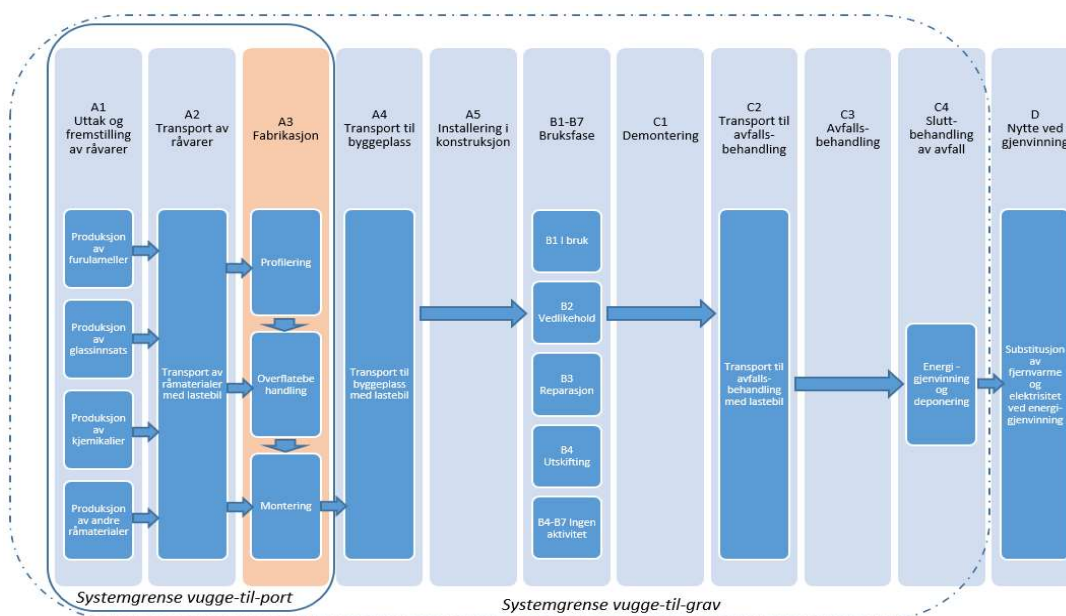 A1
Uttak og
fremstilling
av råvarer
A2
Transport av
råvarer
A3
Fabrikasjon
A4
Transport til
byggeplass
A5
Installering i
konstruksjon
B1-B7
Bruksfase
C1
Demontering
C2
Transport til
avfalls-
behandling
C3
Avfalls-
behandling
C4
Slutt-
behandling
av avfall
D
Nytte ved
gjenvinning
Produksjon
av
furulameller
Produksjon
av
glassinnsats
Produksjon
av
kjemikalier
Produksjon
av andre
råmaterialer
Transport av
råmaterialer
med lastebil
Profilering
Overflatebe
handling
Montering
Transport til
byggeplass
med lastebil
B1 I bruk
B2
Vedlikehold
B3
Reparasjon
B4
Utskifting
B4-B7 Ingen
aktivitet
Transport til
avfalls-
behandling
med lastebil
Energi -
gjenvinning
og
deponering
Substitusjon
av
fjernvarme
og
elektrisitet
ved energi-
gjenvinning
Systemgrense vugge-til-port
Systemgrense vugge-til-grav